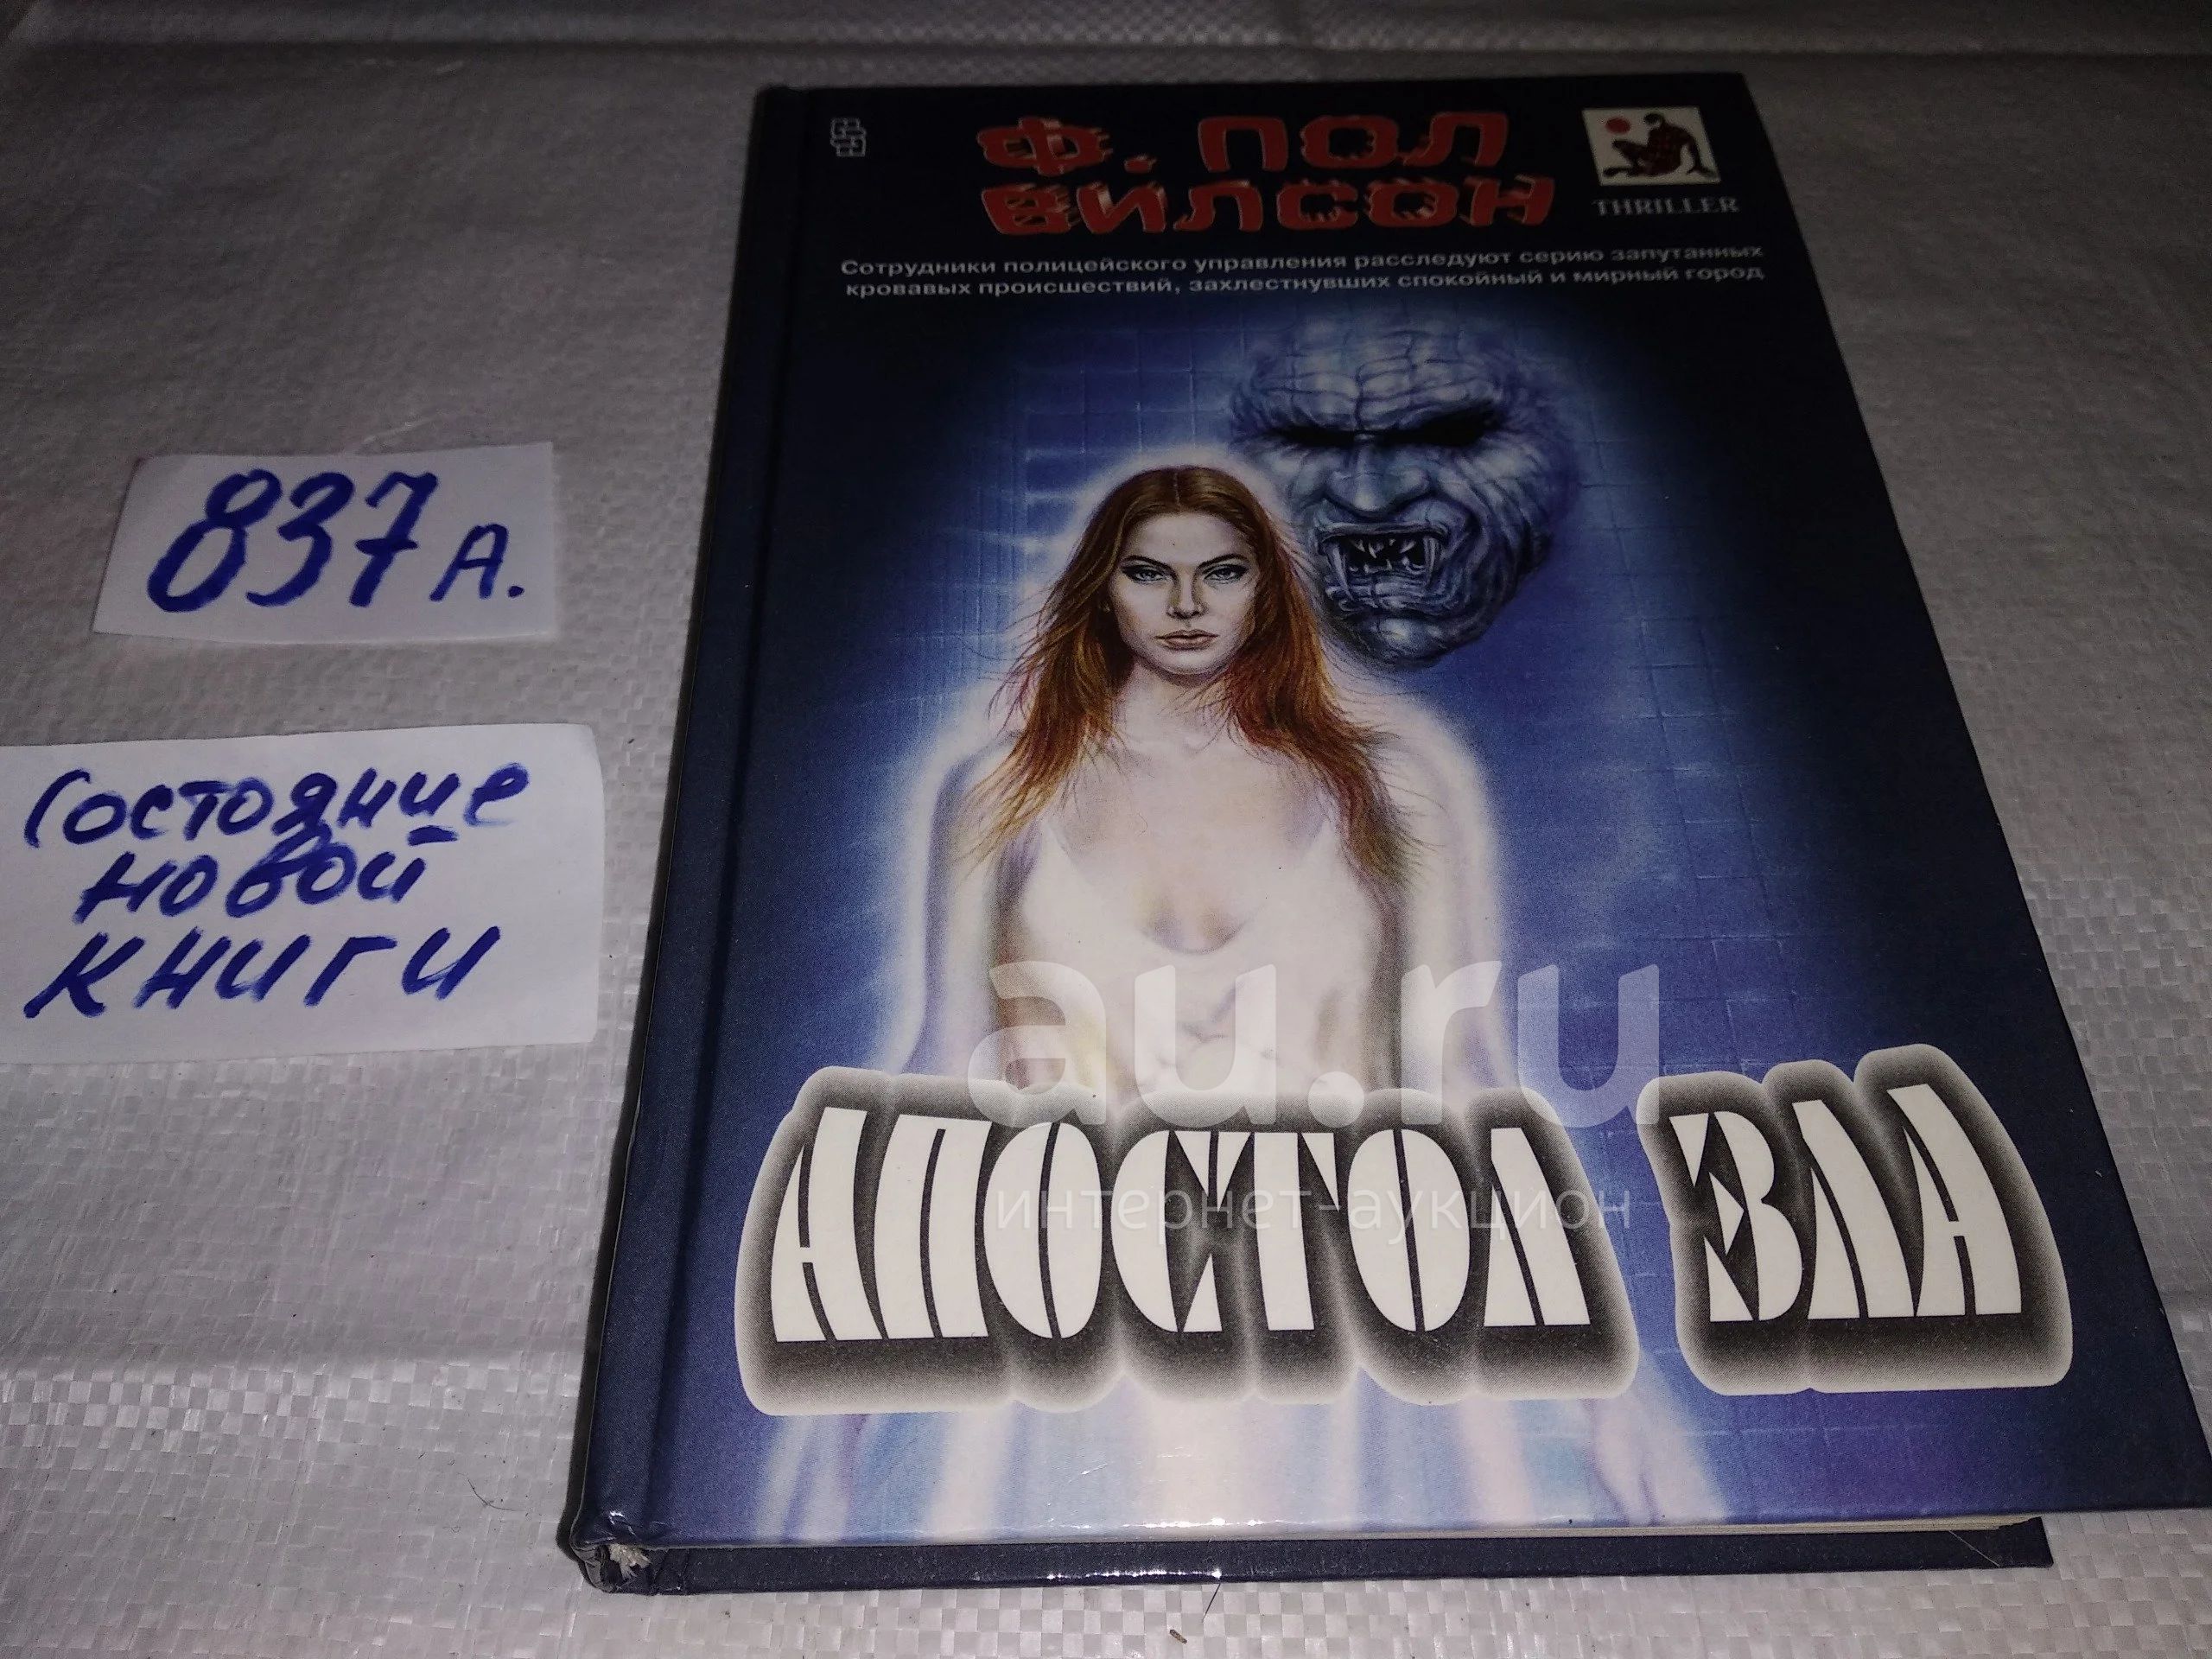 Ф. ПОЛ
ВИЛСОН
THRILLER
Сотрудники полицейского управления расследуют серию запутанных
кровавых происшествий, захлестнувших спокойный и мирный город
837 А.
Состояние
новой
книги
au.ru
АПОСТОЛ ЗЛА
интернет-аукцион